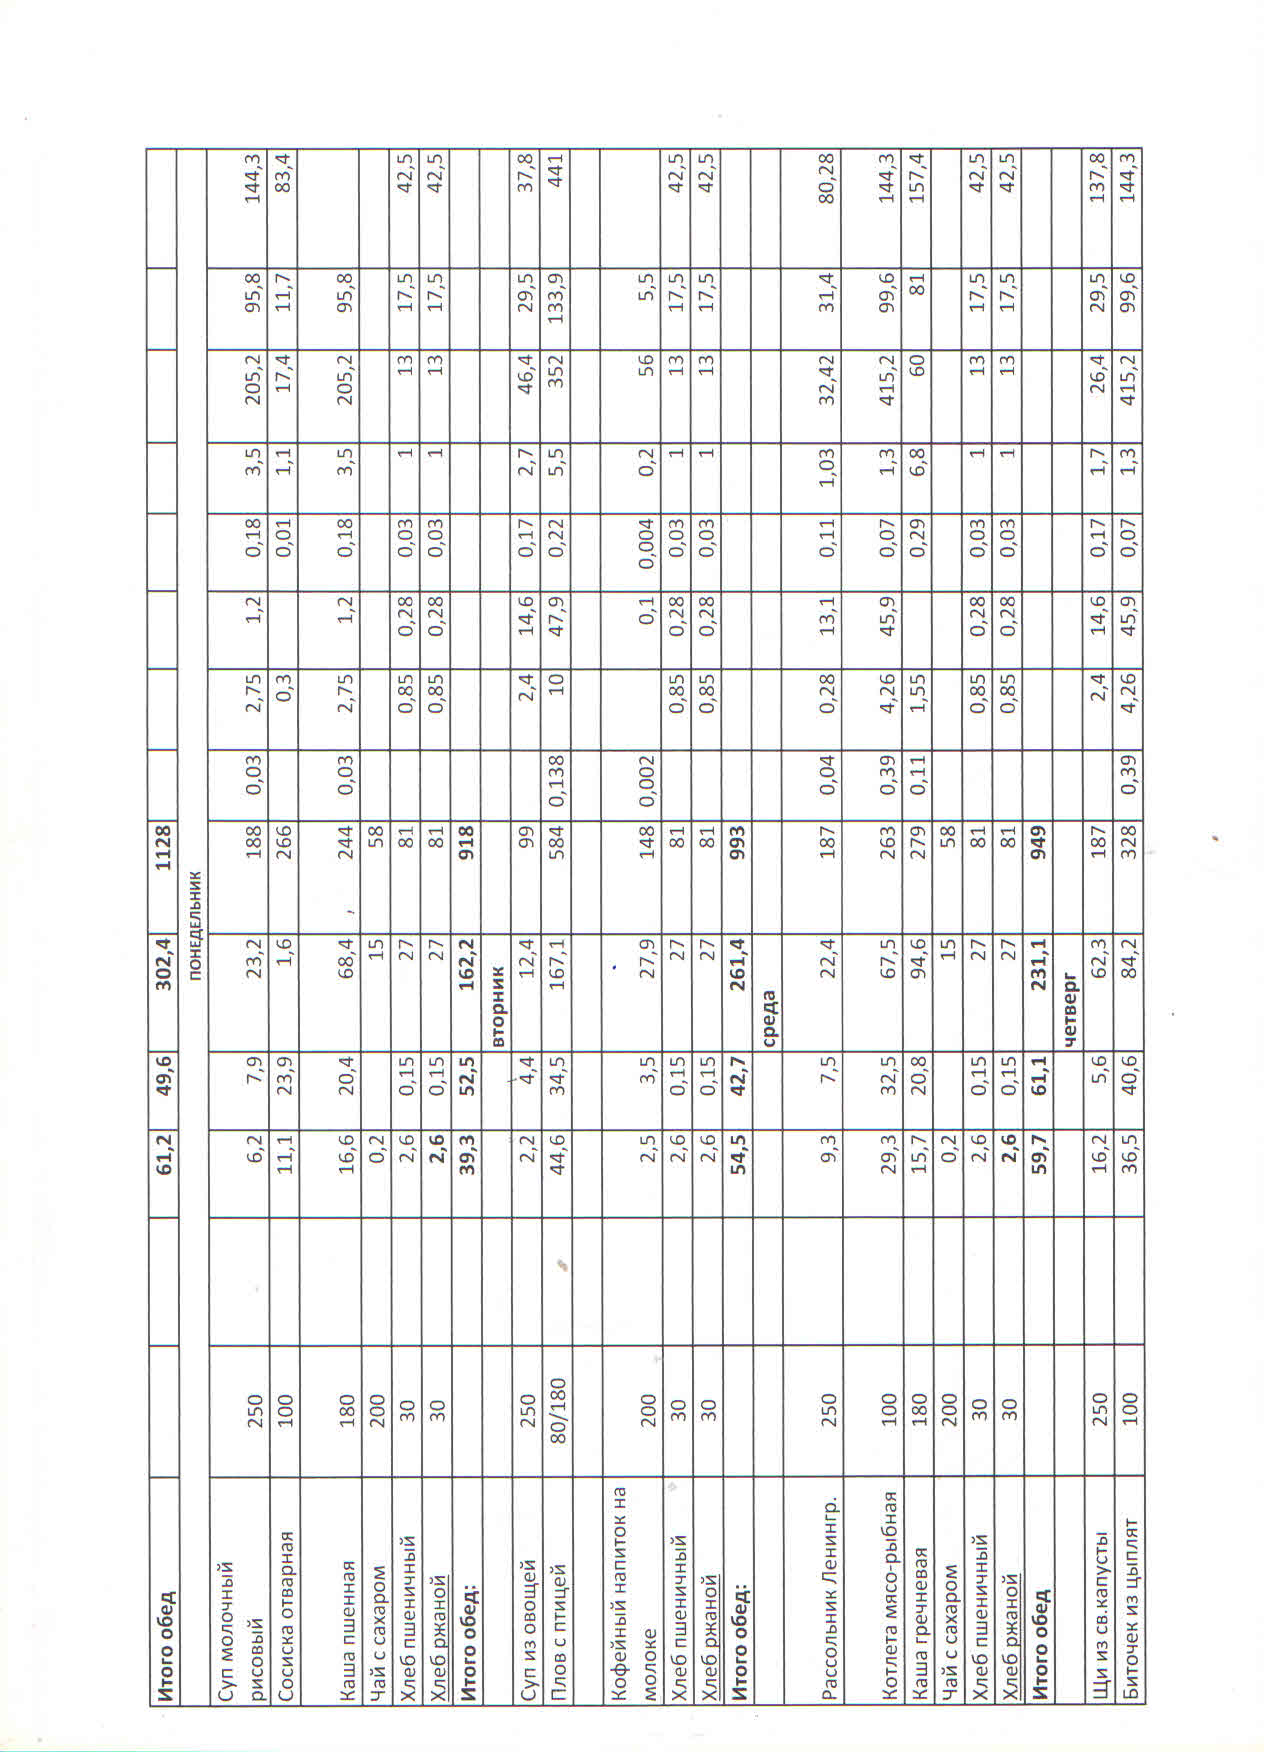 Итого обед 61,2 49,6 302,4 1128
ПОНЕДЕЛЬНИК
Суп молочный
рисовый 250 6,2 7,9 23,2 188 0,03 2,75 1,2 0,18 3,5 205,2 95,8 144,3
Сосиска отварная 100 11,1 23,9 1,6 266 0,3 0,01 1,1 17,4 11,7 83,4
Каша пшенная 180 16,6 20,4 68,4 244 0,03 2,75 1,2 0,18 3,5 205,2 95,8
Чай с сахаром 200 0,2 15 58
Хлеб пшеничный 30 2,6 0,15 27 81 0,85 0,28 0,03 1 13 17,5 42,5
Хлеб ржаной 30 2,6 0,15 27 81 0,85 0,28 0,03 1 13 17,5 42,5
Итого обед: 39,3 52,5 162,2 918
вторник
Суп из овощей 250 2,2 4,4 12,4 99 2,4 14,6 0,17 2,7 46,4 29,5 37,8
Плов с птицей 80/180 44,6 34,5 167,1 584 0,138 10 47,9 0,22 5,5 352 133,9 441
Кофейный напиток на
молоке 200 2,5 3,5 27,9 148 0,002 0,1 0,004 0,2 56 5,5
Хлеб пшеничный 30 2,6 0,15 27 81 0,85 0,28 0,03 1 13 17,5 42,5
Хлеб ржаной 30 2,6 0,15 27 81 0,85 0,28 0,03 1 13 17,5 42,5
Итого обед: 54,5 42,7 261,4 993
среда
Рассольник Ленингр. 250 9,3 7,5 22,4 187 0,04 0,28 13,1 0,11 1,03 32,42 31,4 80,28
Котлета мясо-рыбная 100 29,3 32,5 67,5 263 0,39 4,26 45,9 0,07 1,3 415,2 99,6 144,3
Каша гречневая 180 15,7 20,8 94,6 279 0,11 1,55 0,29 6,8 60 81 157,4
Чай с сахаром 200 0,2 15 58
Хлеб пшеничный 30 2,6 0,15 27 81 0,85 0,28 0,03 1 13 17,5 42,5
Хлеб ржаной 30 2,6 0,15 27 81 0,85 0,28 0,03 1 13 17,5 42,5
Итого обед 59,7 61,1 231,1 949
четверг
Щи из св.капусты 250 16,2 5,6 62,3 187 2,4 14,6 0,17 1,7 26,4 29,5 137,8
Биточек из цыплят 100 36,5 40,6 84,2 328 0,39 4,26 45,9 0,07 1,3 415,2 99,6 144,3